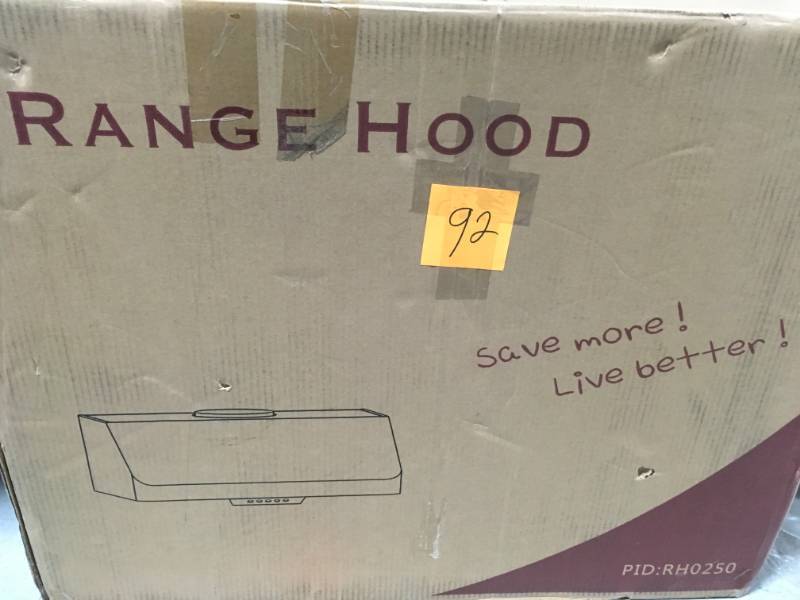 RANGE HOOD
92
Save more!
Live better!
PID:RH0250